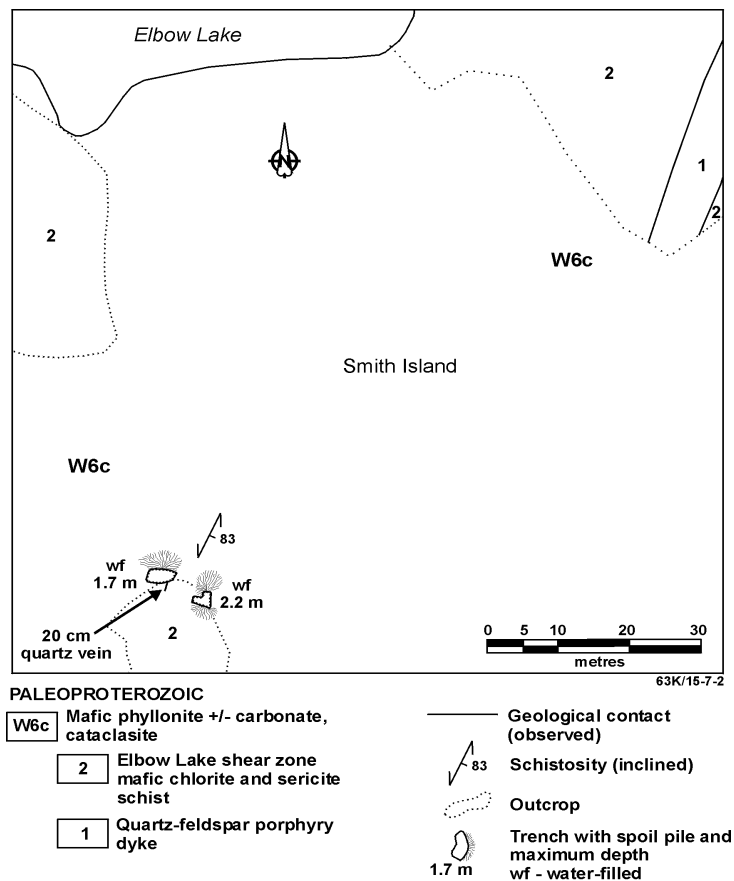 Elbow Lake
2
N
1
2
2
W6c
Smith Island
W6c
83
wf
1.7 m
wf
2.2 m
20 cm
quartz vein
2
0 5 10 20 30
metres
63K/15-7-2
PALEOPROTEROZOIC
W6c Mafic phyllonite +/- carbonate,
cataclasite
2 Elbow Lake shear zone
mafic chlorite and sericite
schist
1 Quartz-feldspar porphyry
dyke
Geological contact
(observed)
83 Schistosity (inclined)
Outcrop
Trench with spoil pile and
maximum depth
1.7 m wf - water-filled